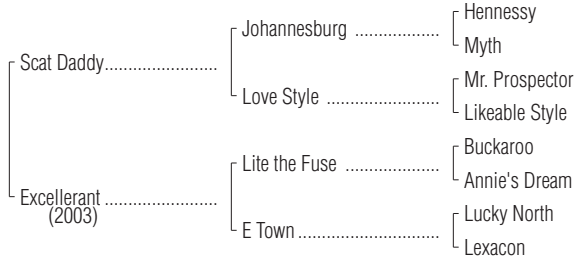 Hennessy
Johannesburg ..................
Myth
Scat Daddy........................
Mr. Prospector
Love Style ........................
Likeable Style
Buckaroo
Lite the Fuse ....................
Annie's Dream
Excellerant ........................
(2003)
Lucky North
E Town ..............................
Lexacon